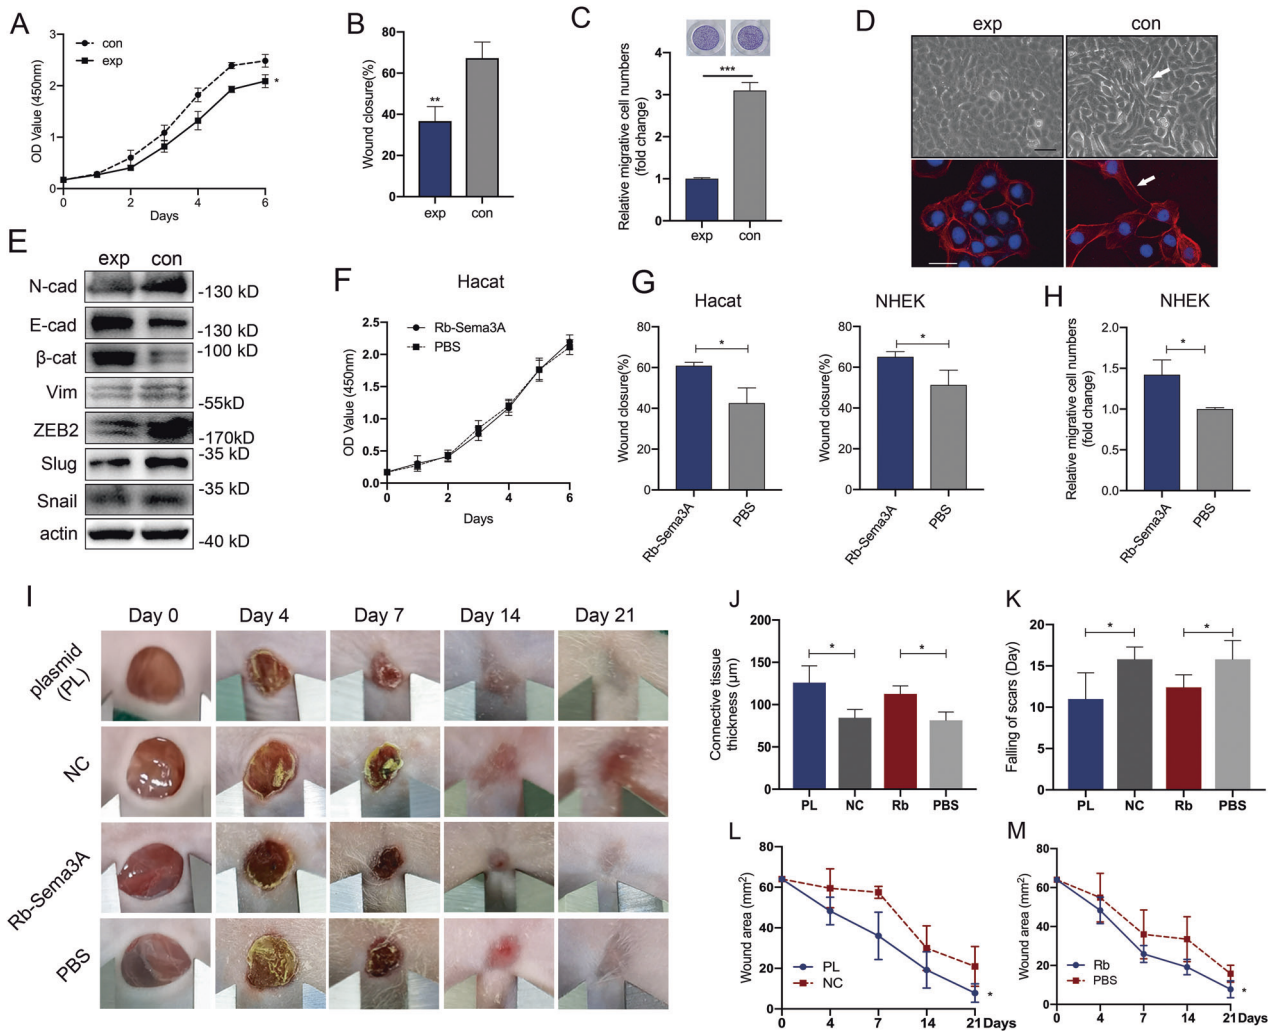 A
OD Value (450nm)
3
2
1
0
con
exp
*
0 2 4 6
Days
B
Wound closure(%)
80
60
40
20
0
**
exp con
C
Relative migrative cell numbers
(fold change)
4
3
2
1
0
***
exp con
D
exp con
E
exp con
N-cad -130 kD
E-cad -130 kD
β-cat -100 kD
Vim -55kD
ZEB2 -170kD
Slug -35 kD
Snail -35 kD
actin -40 kD
F
Hacat
OD Value (450nm)
2.5
2.0
1.5
1.0
0.5
0.0
Rb-Sema3A
PBS
0 2 4 6
Days
G
Hacat
Wound closure(%)
80
60
40
20
0
*
Rb-Sema3A PBS
NHEK
Wound closure(%)
80
60
40
20
0
*
Rb-Sema3A PBS
H
NHEK
Relative migrative cell numbers
(fold change)
2.0
1.5
1.0
0.5
0.0
*
Rb-Sema3A PBS
I
Day 0 Day 4 Day 7 Day 14 Day 21
plasmid
(PL)
NC
Rb-Sema3A
PBS
J
Connective tissue
thickness (μm)
200
150
100
50
0
* *
PL NC Rb PBS
K
Falling of scars (Day)
20
15
10
5
0
* *
PL NC Rb PBS
L
Wound area (mm2)
80
60
40
20
0
PL
NC
*
0 4 7 14 21 Days
M
Wound area (mm2)
80
60
40
20
0
Rb
PBS
*
0 4 7 14 21 Days